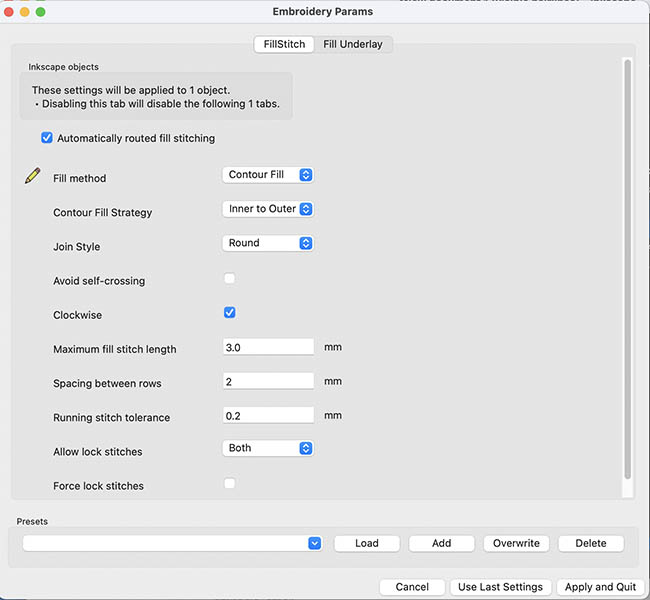 Embroidery Params
FillStitch Fill Underlay
Inkscape objects
These settings will be applied to 1 object.
• Disabling this tab will disable the following 1 tabs.
Automatically routed fill stitching
Fill method Contour Fill
Contour Fill Strategy Inner to Outer
Join Style Round
Avoid self-crossing
Clockwise
Maximum fill stitch length 3.0 mm
Spacing between rows 2 mm
Running stitch tolerance 0.2 mm
Allow lock stitches Both
Force lock stitches
Presets
Load Add Overwrite Delete
Cancel Use Last Settings Apply and Quit